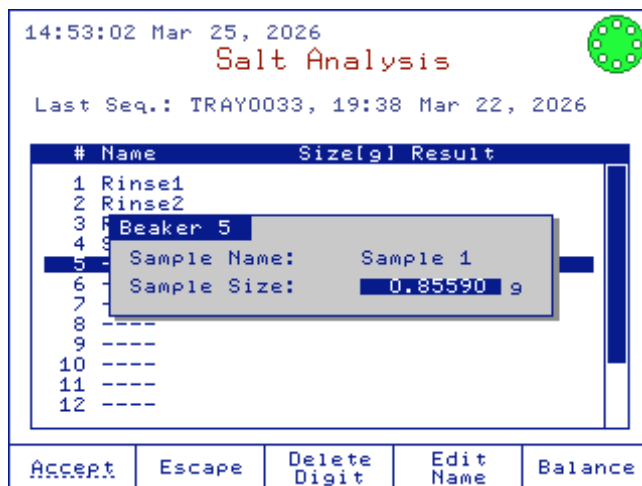 14:53:02 Mar 25, 2026
Salt Analysis
Last Seq.: TRAY0033, 19:38 Mar 22, 2026
# Name Size[g] Result
1 Rinse1
2 Rinse2
3
4
5
6
7
8 ----
9 ----
10 ----
11 ----
12 ----
Beaker 5
Sample Name: Sample 1
Sample Size: 0.85590 g
Accept
Escape
Delete Digit
Edit Name
Balance